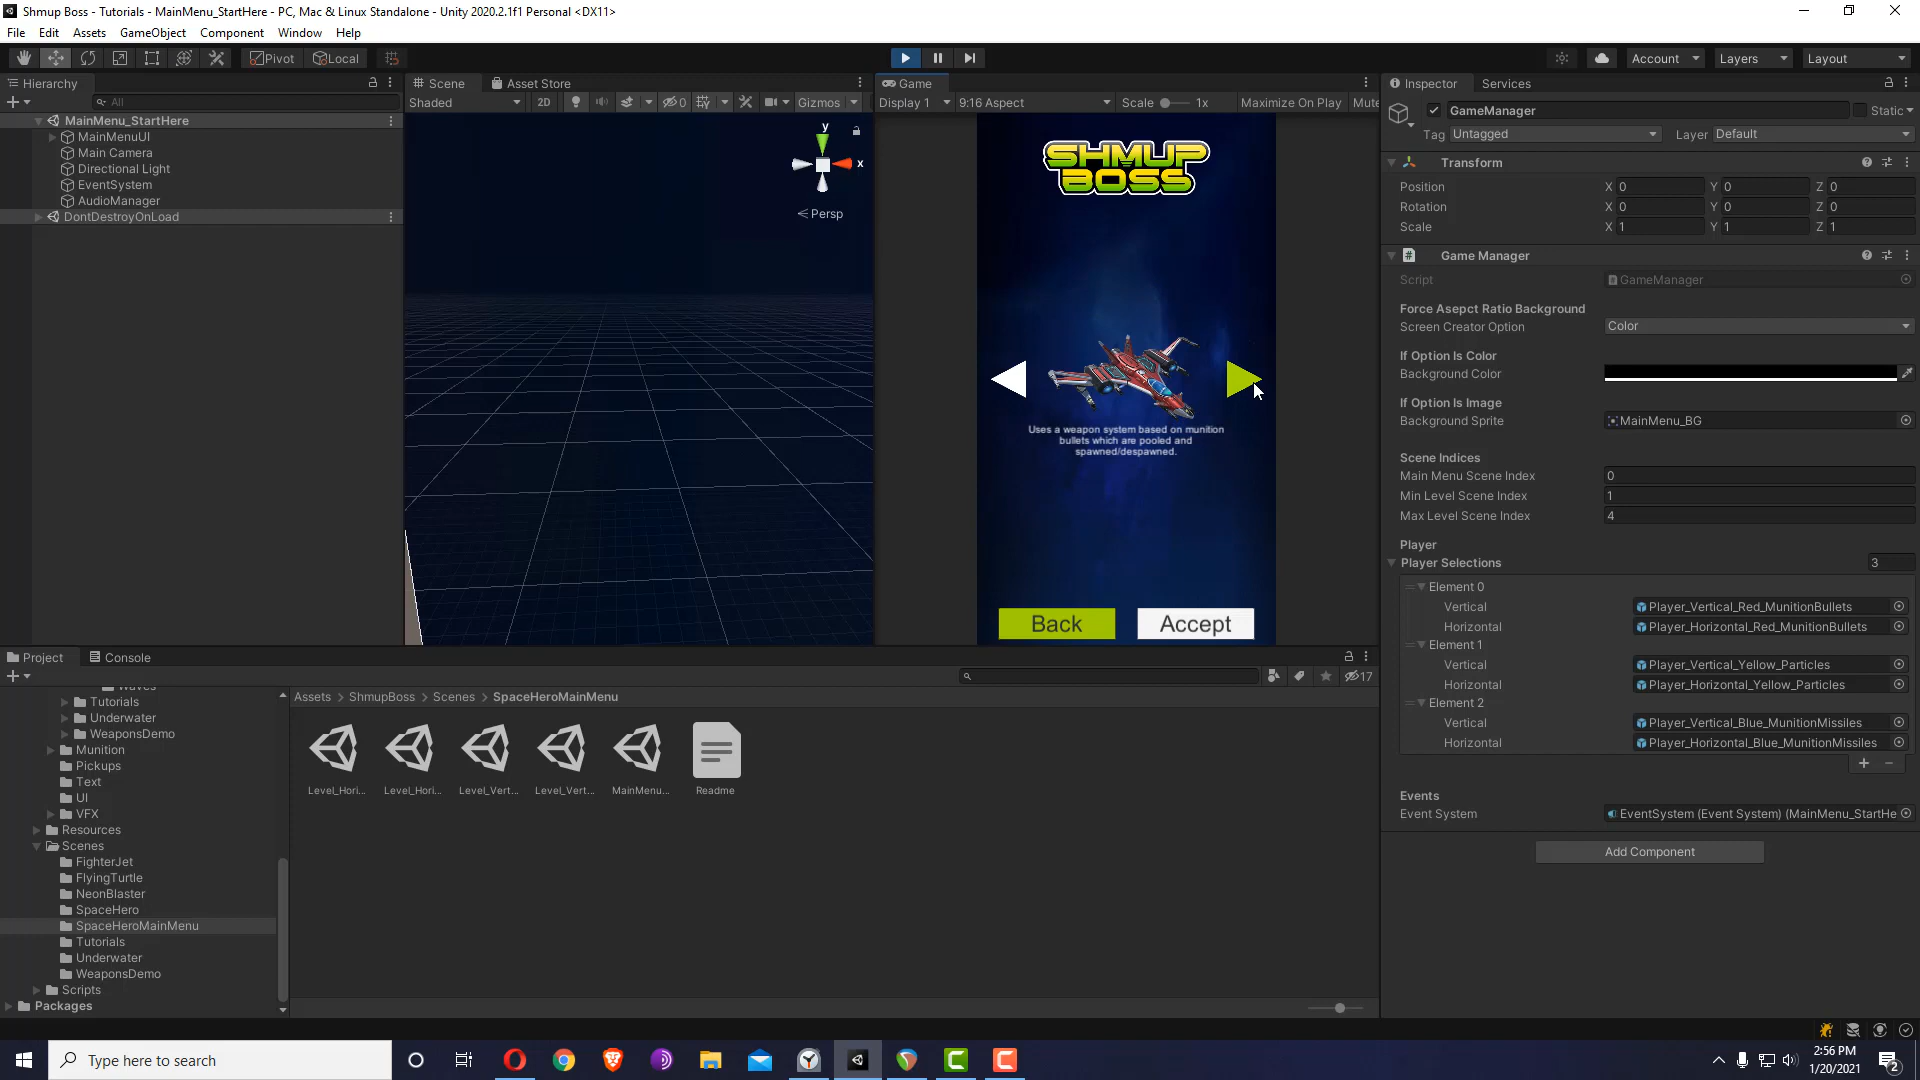 Shmup Boss - Tutorials - MainMenu_StartHere - PC, Mac & Linux Standalone - Unity 2020.2.1f1 Personal <DX11>
File Edit Assets GameObject Component Window Help
Pivot Local Account Layers Layout
Hierarchy
All
MainMenu_StartHere
MainMenuUI
Main Camera
Directional Light
EventSystem
AudioManager
DontDestroyOnLoad
Scene Asset Store
Shaded 2D 0 Gizmos
y
x
Persp
Game
Display 1 9:16 Aspect Scale 1x Maximize On Play Mute
SHMUP
BOSS
Uses a weapon system based on munition
bullets which are pooled and
spawned/despawned.
Back Accept
Inspector Services
GameManager Static
Tag Untagged Layer Default
Transform
Position X 0 Y 0 Z 0
Rotation X 0 Y 0 Z 0
Scale X 1 Y 1 Z 1
Game Manager
Script GameManager
Force Asepct Ratio Background
Screen Creator Option Color
If Option Is Color
Background Color
If Option Is Image
Background Sprite MainMenu_BG
Scene Indices
Main Menu Scene Index 0
Min Level Scene Index 1
Max Level Scene Index 4
Player
Player Selections 3
Element 0
Vertical Player_Vertical_Red_MunitionBullets
Horizontal Player_Horizontal_Red_MunitionBullets
Element 1
Vertical Player_Vertical_Yellow_Particles
Horizontal Player_Horizontal_Yellow_Particles
Element 2
Vertical Player_Vertical_Blue_MunitionMissiles
Horizontal Player_Horizontal_Blue_MunitionMissiles
Events
Event System EventSystem (Event System) (MainMenu_StartHe
Add Component
Project Console
17
Waves
Tutorials
Underwater
WeaponsDemo
Munition
Pickups
Text
UI
VFX
Resources
Scenes
FighterJet
FlyingTurtle
NeonBlaster
SpaceHero
SpaceHeroMainMenu
Tutorials
Underwater
WeaponsDemo
Scripts
Packages
Assets > ShmupBoss > Scenes > SpaceHeroMainMenu
Level_Hori... Level_Hori... Level_Vert... Level_Vert... MainMenu... Readme
Type here to search
2:56 PM
1/20/2021
2